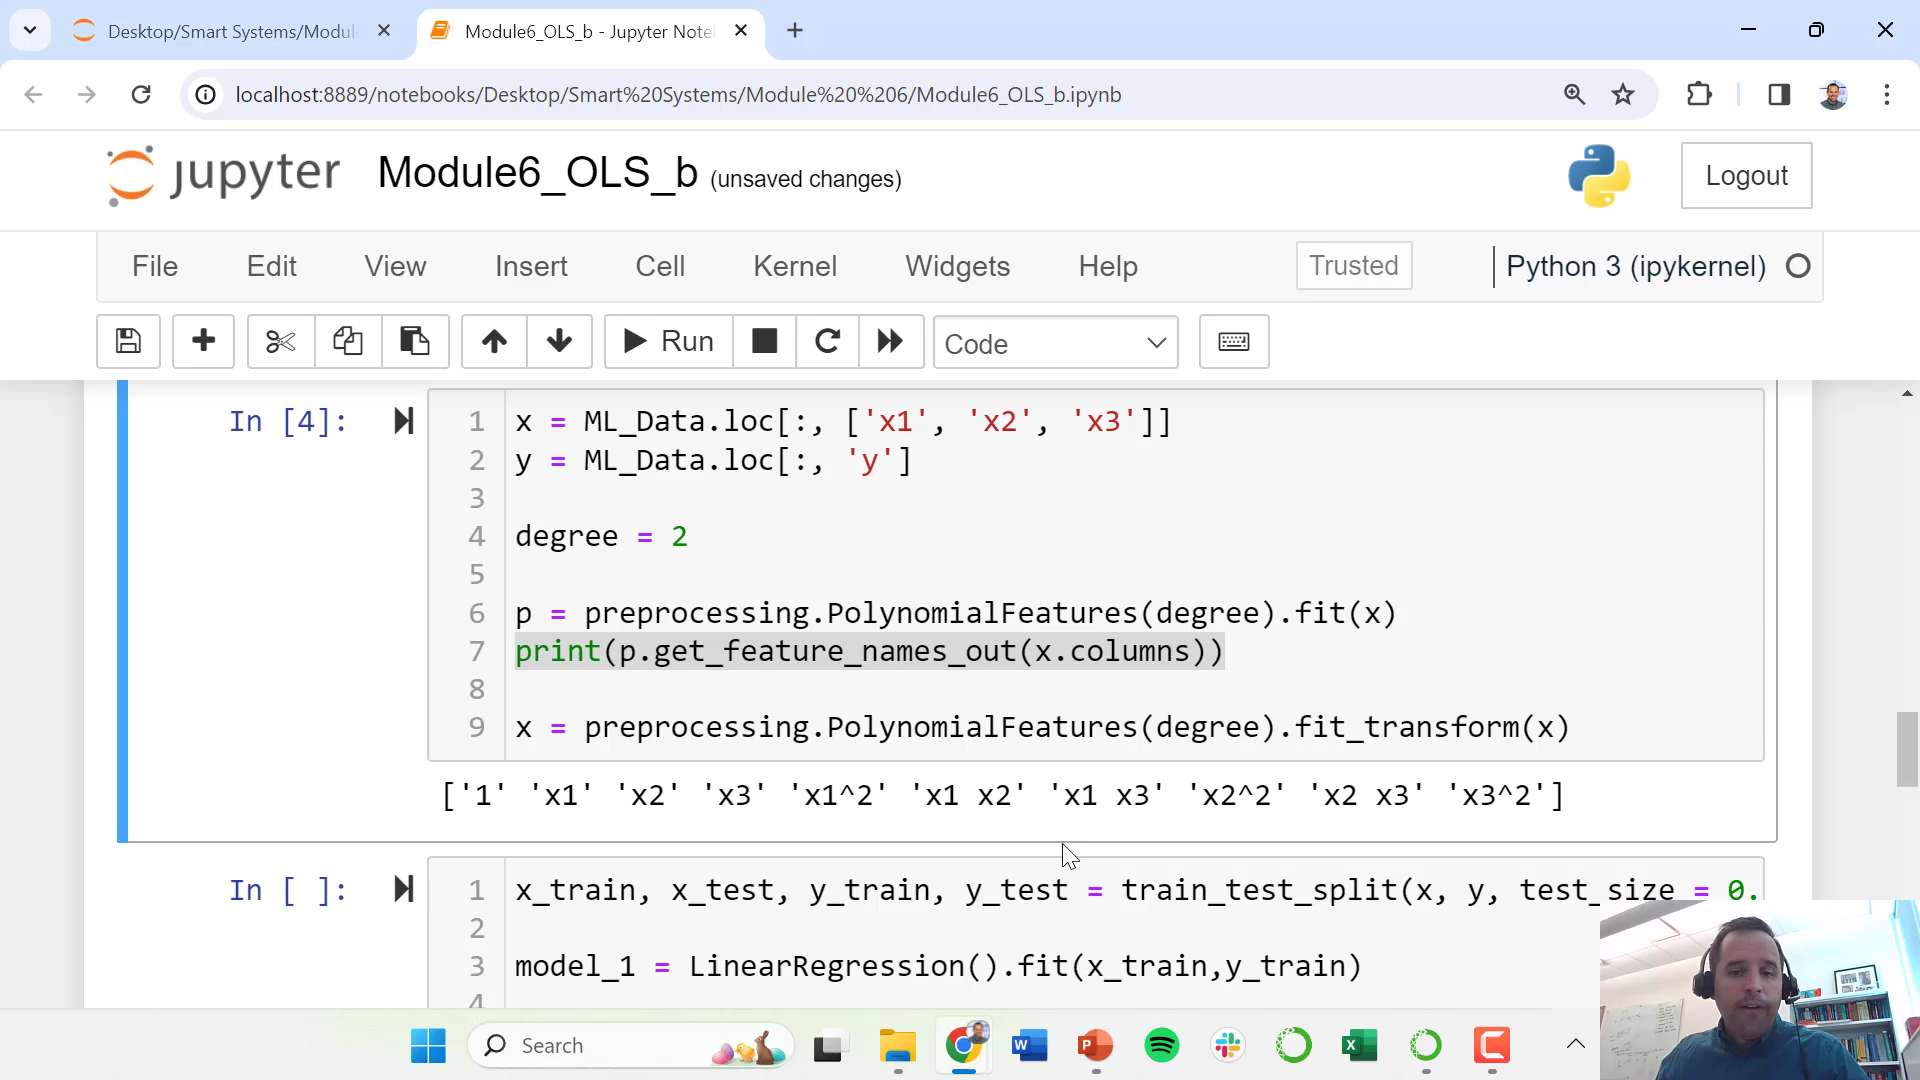 Desktop/Smart Systems/Modul
Module6_OLS_b - Jupyter Note
localhost:8889/notebooks/Desktop/Smart%20Systems/Module%20%206/Module6_OLS_b.ipynb
jupyter Module6_OLS_b (unsaved changes)
Logout
File Edit View Insert Cell Kernel Widgets Help
Trusted
Python 3 (ipykernel)
Run
Code
In [4]:
1 x = ML_Data.loc[:, ['x1', 'x2', 'x3']]
2 y = ML_Data.loc[:, 'y']
3
4 degree = 2
5
6 p = preprocessing.PolynomialFeatures(degree).fit(x)
7 print(p.get_feature_names_out(x.columns))
8
9 x = preprocessing.PolynomialFeatures(degree).fit_transform(x)
['1' 'x1' 'x2' 'x3' 'x1^2' 'x1 x2' 'x1 x3' 'x2^2' 'x2 x3' 'x3^2']
In [ ]:
1 x_train, x_test, y_train, y_test = train_test_split(x, y, test_size = 0.
2
3 model_1 = LinearRegression().fit(x_train,y_train)
4
Search
W
P
X